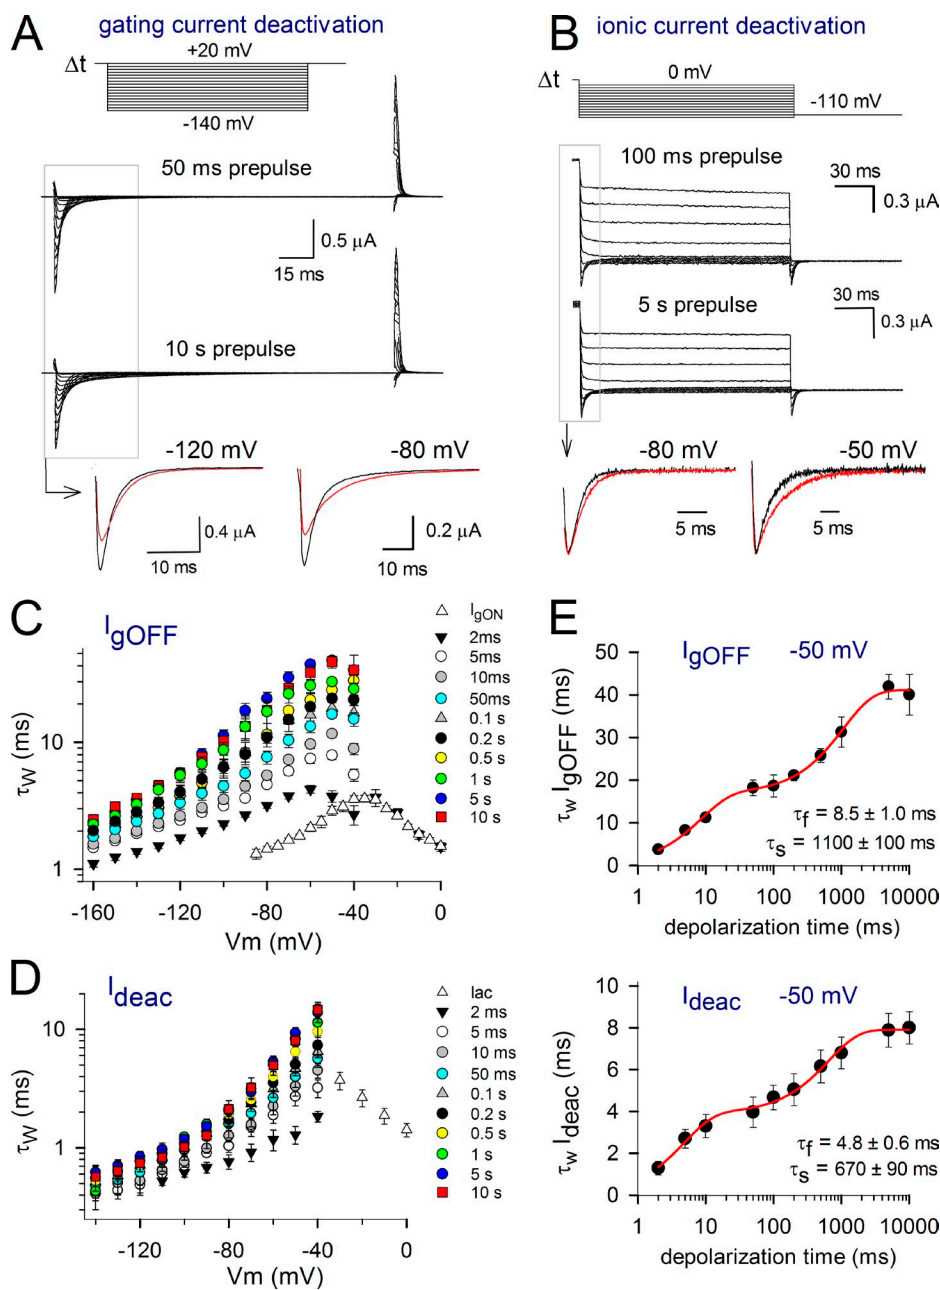 A
gating current deactivation
+20 mV
Δt
-140 mV
50 ms prepulse
0.5 μA
15 ms
10 s prepulse
-120 mV
-80 mV
0.4 μA
10 ms
0.2 μA
10 ms
B
ionic current deactivation
0 mV
Δt
-110 mV
100 ms prepulse
30 ms
0.3 μA
5 s prepulse
30 ms
0.3 μA
-80 mV
-50 mV
5 ms
5 ms
C
IgOFF
τw (ms)
10
1
-160
-120
-80
-40
0
Vm (mV)
IgON
2ms
5ms
10ms
50ms
0.1 s
0.2 s
0.5 s
1 s
5 s
10 s
D
Ideac
τw (ms)
10
1
-120
-80
-40
0
Vm (mV)
Iac
2 ms
5 ms
10 ms
50 ms
0.1 s
0.2 s
0.5 s
1 s
5 s
10 s
E
IgOFF -50 mV
τw IgOFF (ms)
50
40
30
20
10
0
τf = 8.5 ± 1.0 ms
τs = 1100 ± 100 ms
1 10 100 1000 10000
depolarization time (ms)
Ideac -50 mV
τw Ideac (ms)
8
6
4
2
0
τf = 4.8 ± 0.6 ms
τs = 670 ± 90 ms
1 10 100 1000 10000
depolarization time (ms)